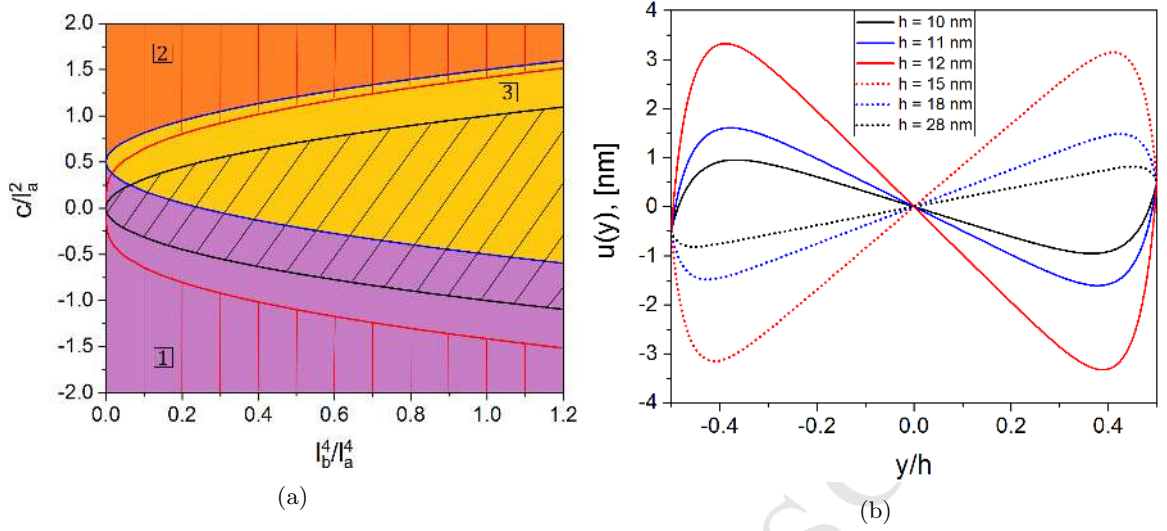 2.0
1.5
1.0
0.5
0.0
-0.5
-1.0
-1.5
-2.0
c/l_a^2
2
3
1
0.0 0.2 0.4 0.6 0.8 1.0 1.2
l_b^4/l_a^4
(a)
4
3
2
1
0
-1
-2
-3
-4
u(y), [nm]
h = 10 nm
h = 11 nm
h = 12 nm
h = 15 nm
h = 18 nm
h = 28 nm
-0.4 -0.2 0.0 0.2 0.4
y/h
(b)